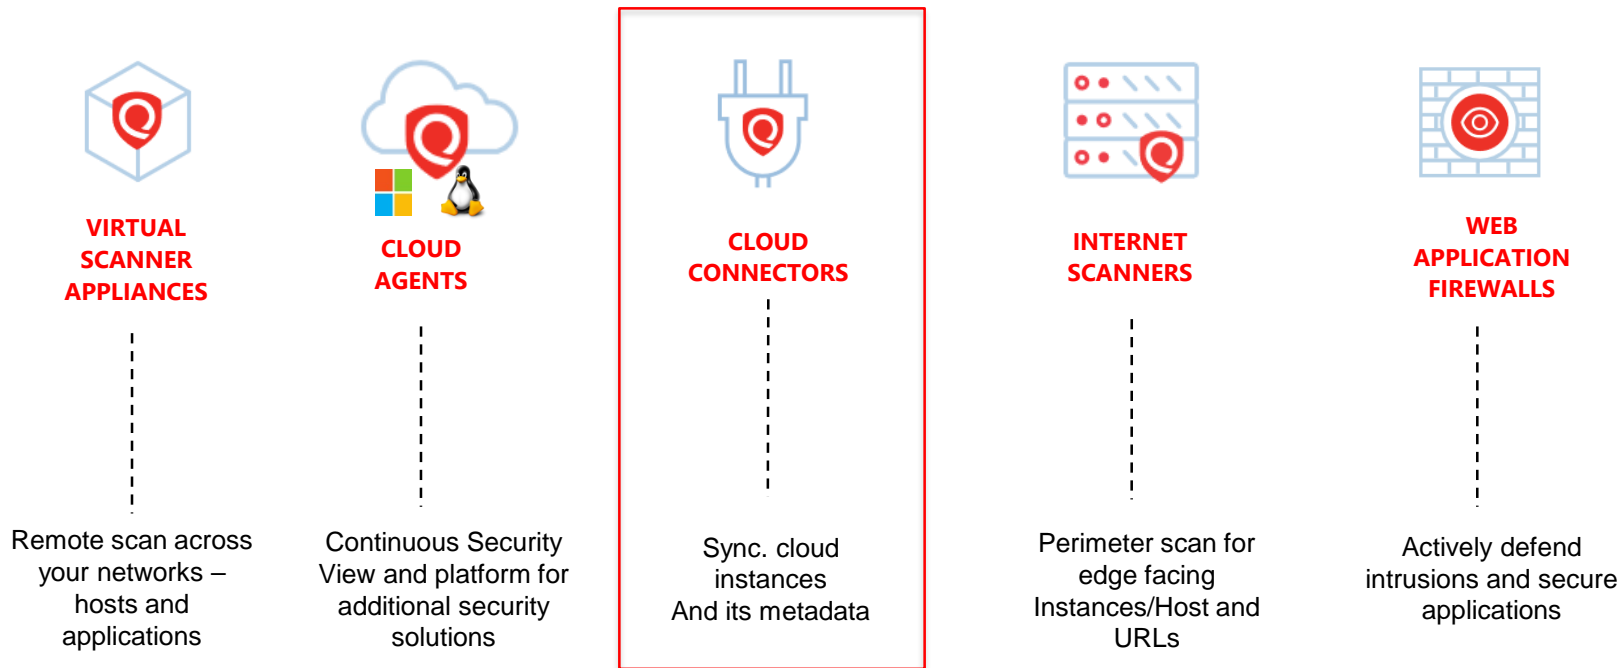 VIRTUAL
SCANNER
APPLIANCES
Remote scan across
your networks –
hosts and
applications
CLOUD
AGENTS
Continuous Security
View and platform for
additional security
solutions
CLOUD
CONNECTORS
Sync. cloud
instances
And its metadata
INTERNET
SCANNERS
Perimeter scan for
edge facing
Instances/Host and
URLs
WEB
APPLICATION
FIREWALLS
Actively defend
intrusions and secure
applications